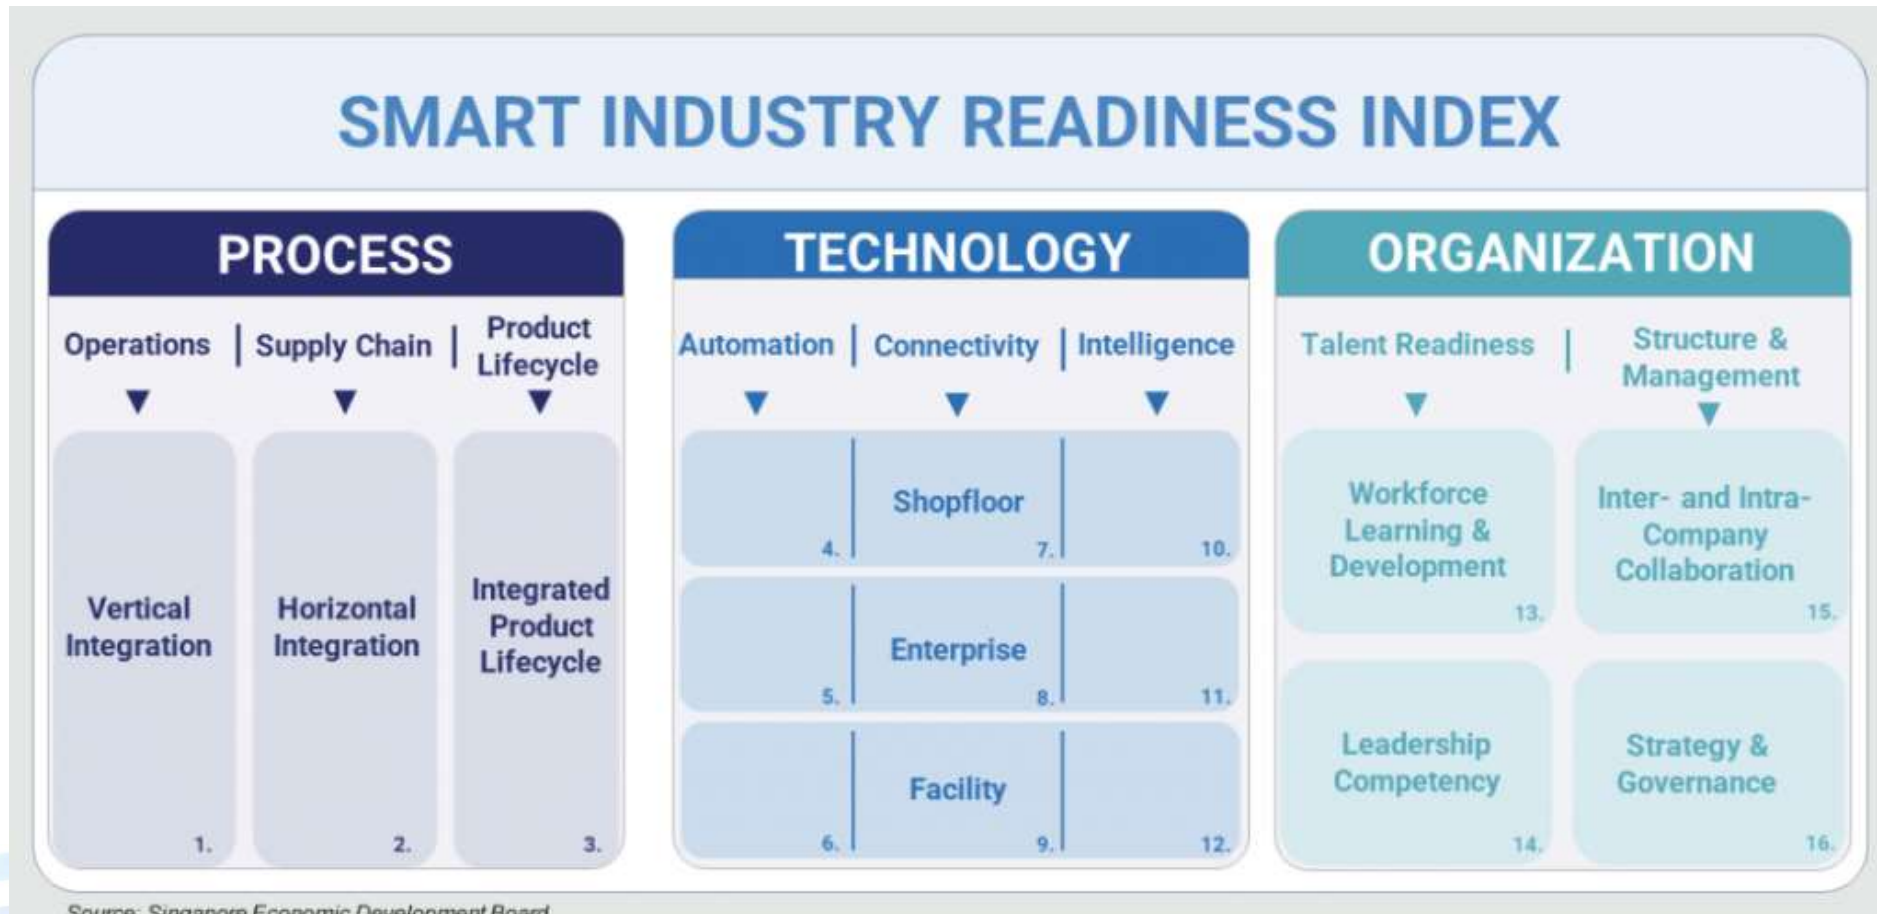 SMART INDUSTRY READINESS INDEX
PROCESS
Operations | Supply Chain | Product
Lifecycle
Vertical
Integration
1.
Horizontal
Integration
2.
Integrated
Product
Lifecycle
3.
TECHNOLOGY
Automation | Connectivity | Intelligence
Shopfloor
4. 7. 10.
Enterprise
5. 8. 11.
Facility
6. 9. 12.
ORGANIZATION
Talent Readiness | Structure &
Management
Workforce
Learning &
Development
13.
Inter- and Intra-
Company
Collaboration
15.
Leadership
Competency
14.
Strategy &
Governance
16.
Source: Singapore Economic Development Board